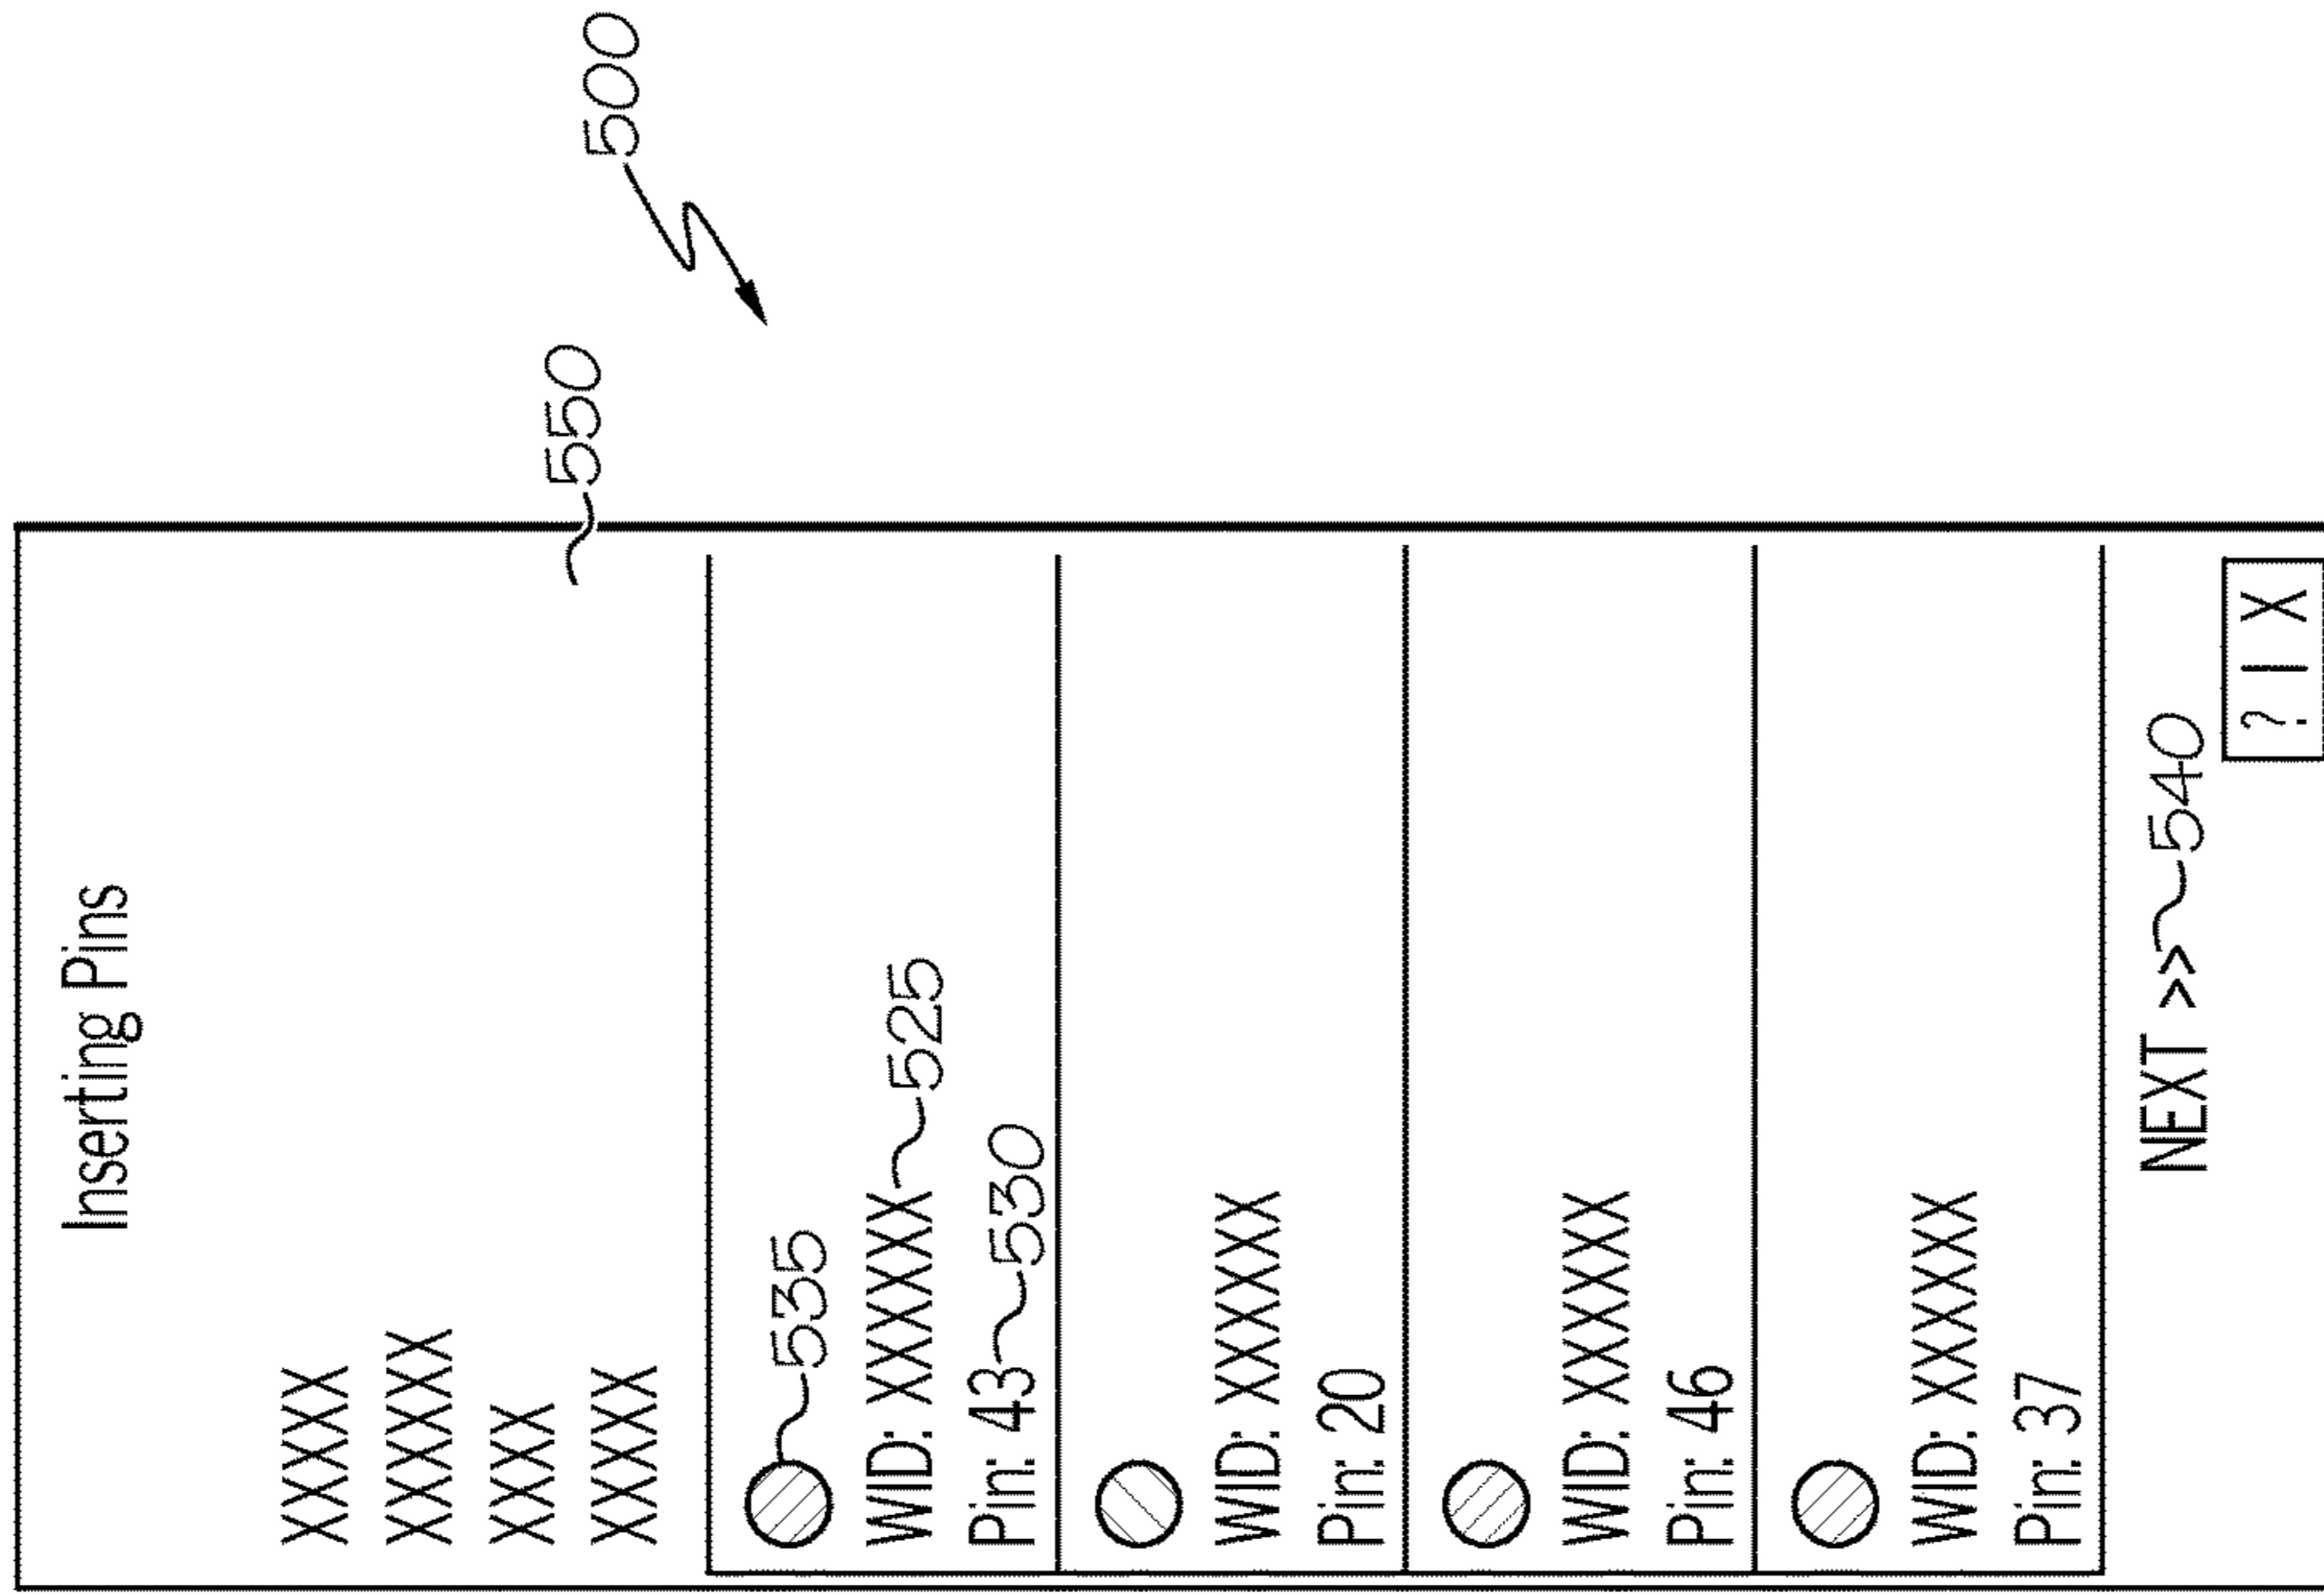 Inserting Pins
500
550
XXXXX
XXXXXX
XXXX
XXXXX
535
WID: XXXXXX 525
Pin: 43 530
WID: XXXXXX
Pin: 20
WID: XXXXXX
Pin: 46
WID: XXXXXX
Pin: 37
NEXT >> 540
? | X